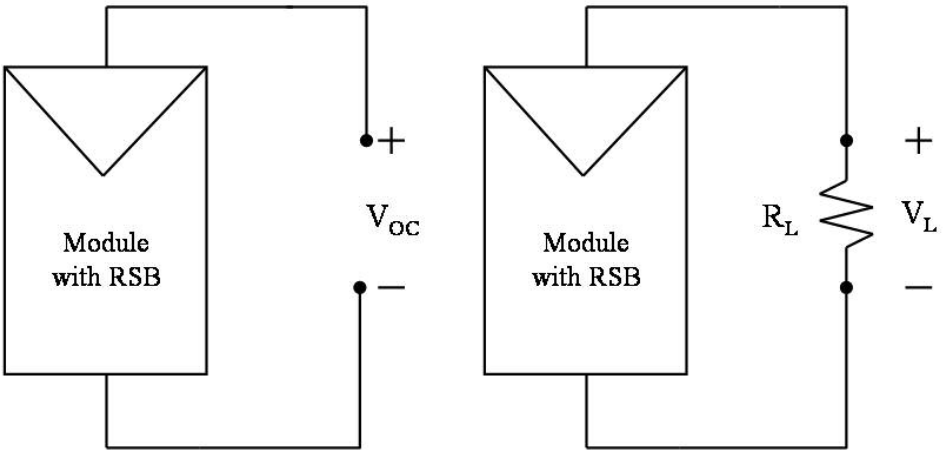 +
V_OC
Module
with RSB
−
+
R_L
V_L
Module
with RSB
−